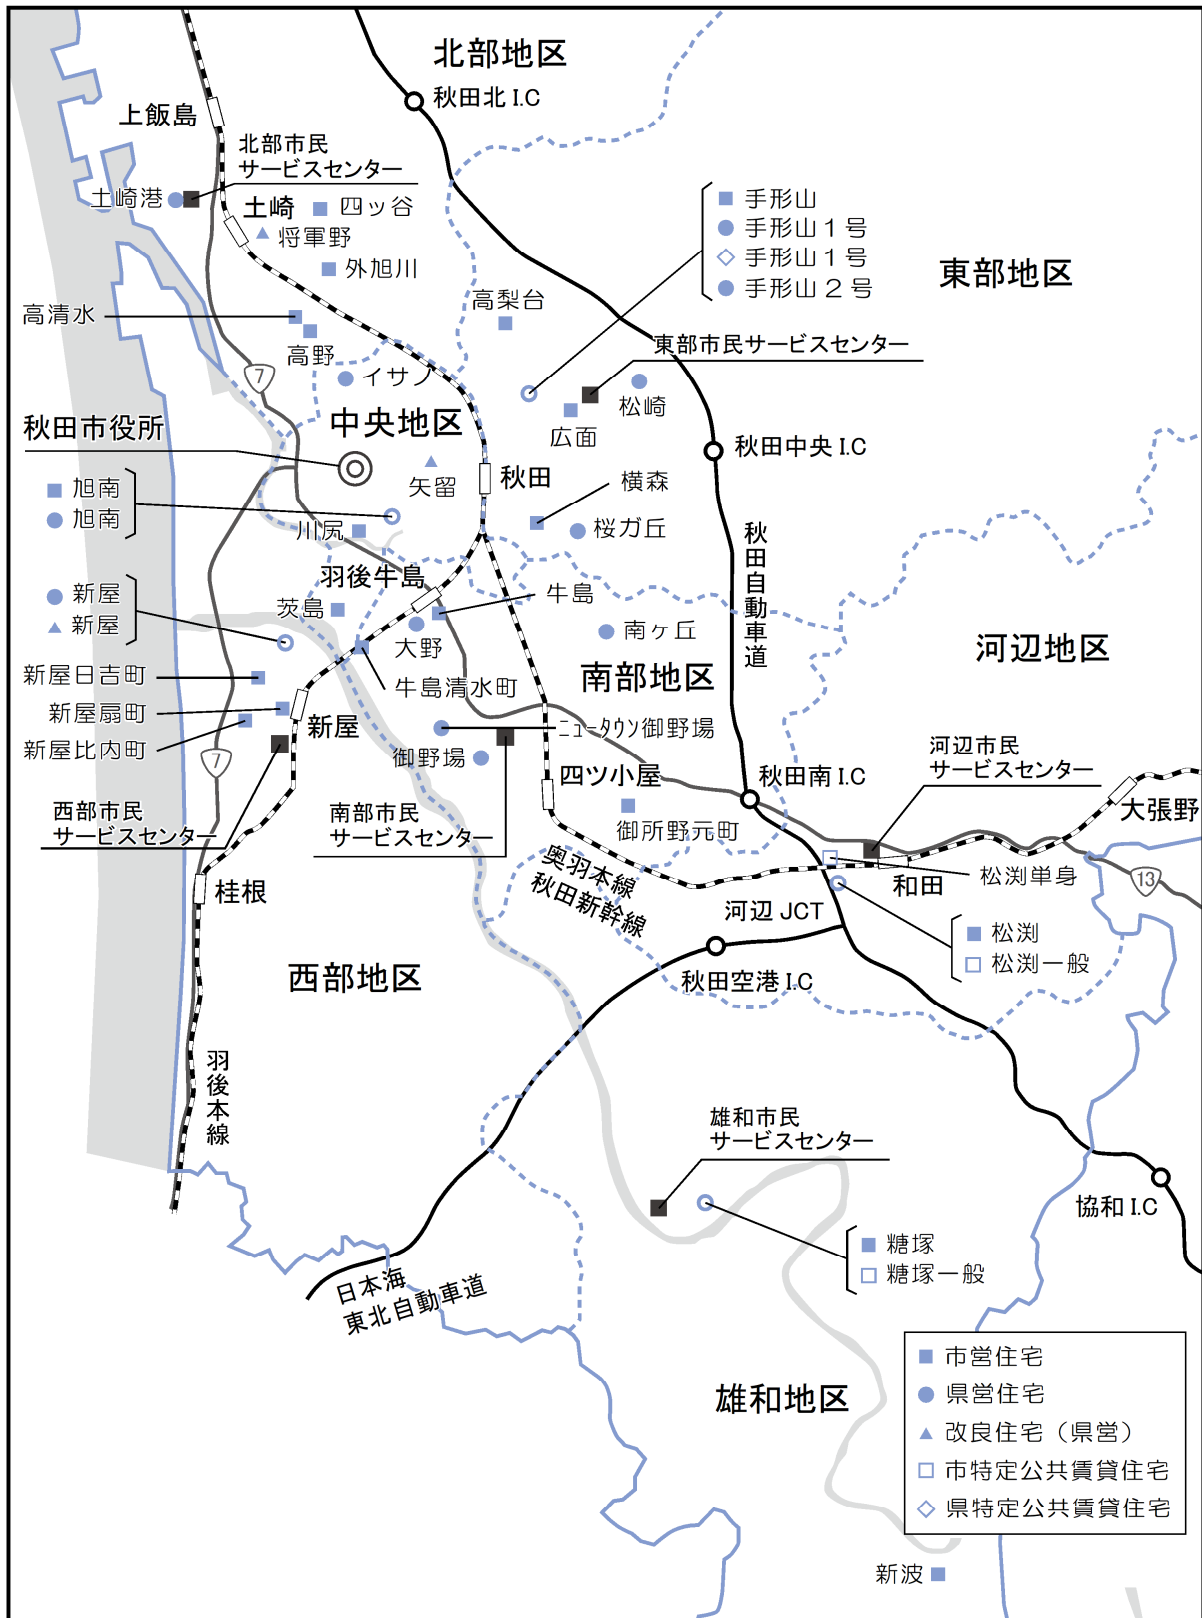 北部地区
秋田北 I.C
上飯島
北部市民
サービスセンター
土崎港
土崎
四ッ谷
将軍野
外旭川
手形山
手形山１号
手形山１号
手形山２号
東部地区
高清水
高野
高梨台
東部市民サービスセンター
7
イサノ
松崎
広面
中央地区
秋田市役所
秋田中央 I.C
矢留
秋田
横森
旭南
旭南
川尻
桜ガ丘
秋田自動車道
羽後牛島
新屋
新屋
茨島
牛島
大野
南ヶ丘
河辺地区
南部地区
新屋日吉町
牛島清水町
新屋扇町
新屋
ニュータウン御野場
新屋比内町
7
御野場
河辺市民
サービスセンター
四ツ小屋
秋田南 I.C
西部市民
サービスセンター
南部市民
サービスセンター
御所野元町
大張野
奥羽本線
秋田新幹線
和田
松渕単身
13
桂根
河辺 JCT
松渕
松渕一般
西部地区
秋田空港 I.C
羽後本線
雄和市民
サービスセンター
協和 I.C
糖塚
糖塚一般
日本海
東北自動車道
雄和地区
市営住宅
県営住宅
改良住宅（県営）
市特定公共賃貸住宅
県特定公共賃貸住宅
新波